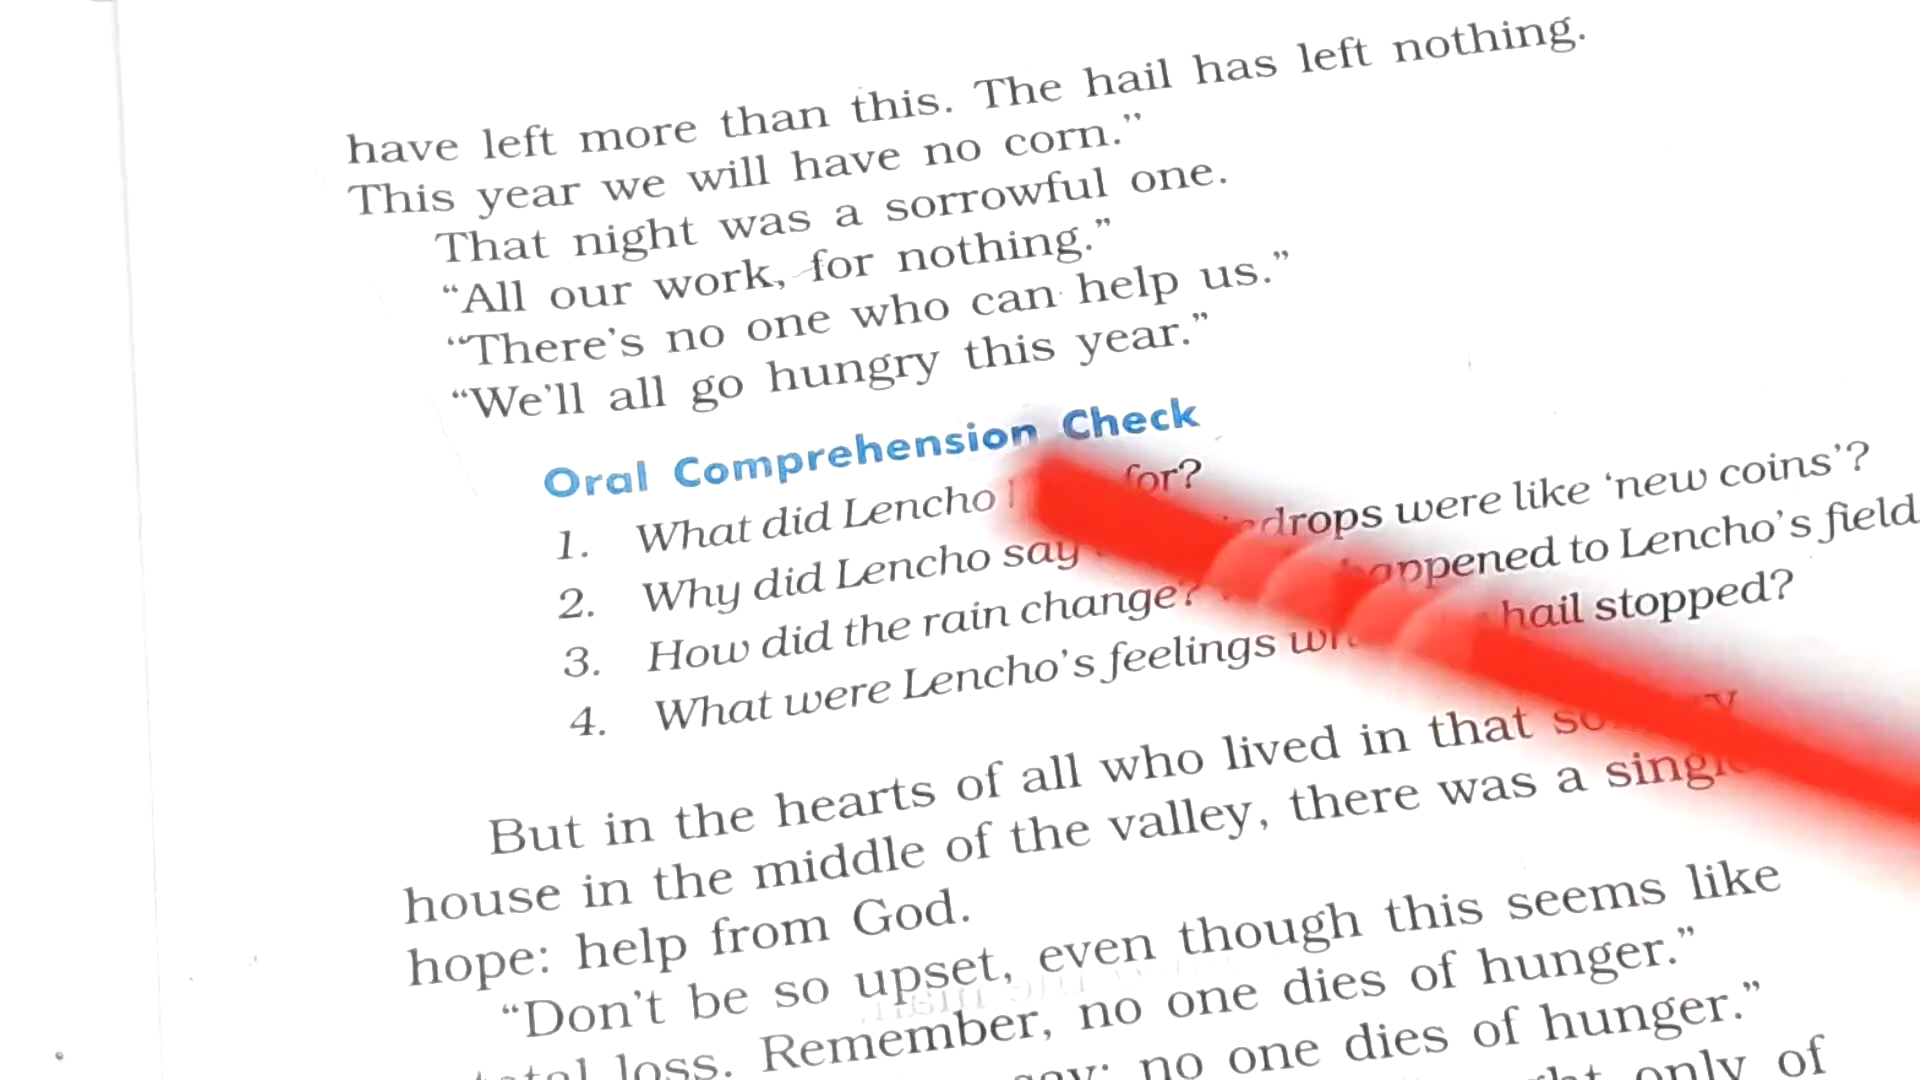 have left more than this. The hail has left nothing.
This year we will have no corn.”
That night was a sorrowful one.
“All our work, for nothing.”
“There’s no one who can help us.”
“We’ll all go hungry this year.”
Oral Comprehension Check
1. What did Lencho for?
2. Why did Lencho say were like ‘new coins’?
3. How did the rain change? happened to Lencho’s field
4. What were Lencho’s feelings hail stopped?
But in the hearts of all who lived in that
house in the middle of the valley, there was a
hope: help from God.
“Don’t be so upset, even though this seems like
loss. Remember, no one dies of hunger.”
no one dies of hunger.”
only of